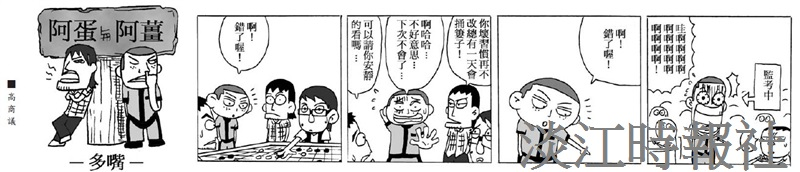 阿蛋與阿薑
■高商議
—多嘴—
啊!
錯了喔!
你壞習慣再不
改總有一天會
捅簍子!
啊哈哈…
不好意思…
下次不會了…
可以請你安靜
的看嗎…
啊!
錯了喔!
監考中
哇啊啊啊啊
啊啊啊啊啊
啊啊啊啊!
淡江時報社